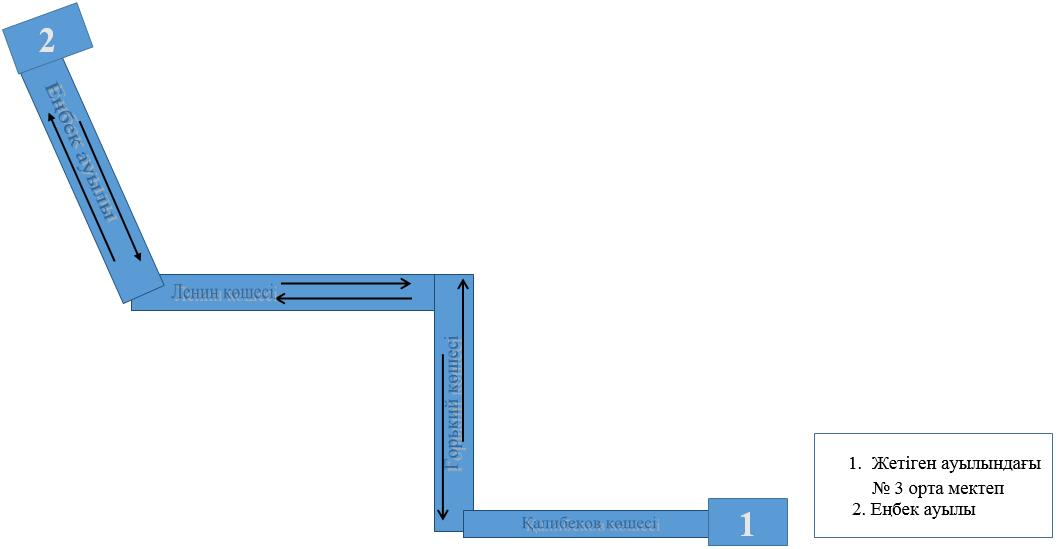 2
Еңбек ауылы
Ленин көшесі
Горький көшесі
Қалибеков көшесі
1
1. Жетіген ауылындағы
№ 3 орта мектеп
2. Еңбек ауылы